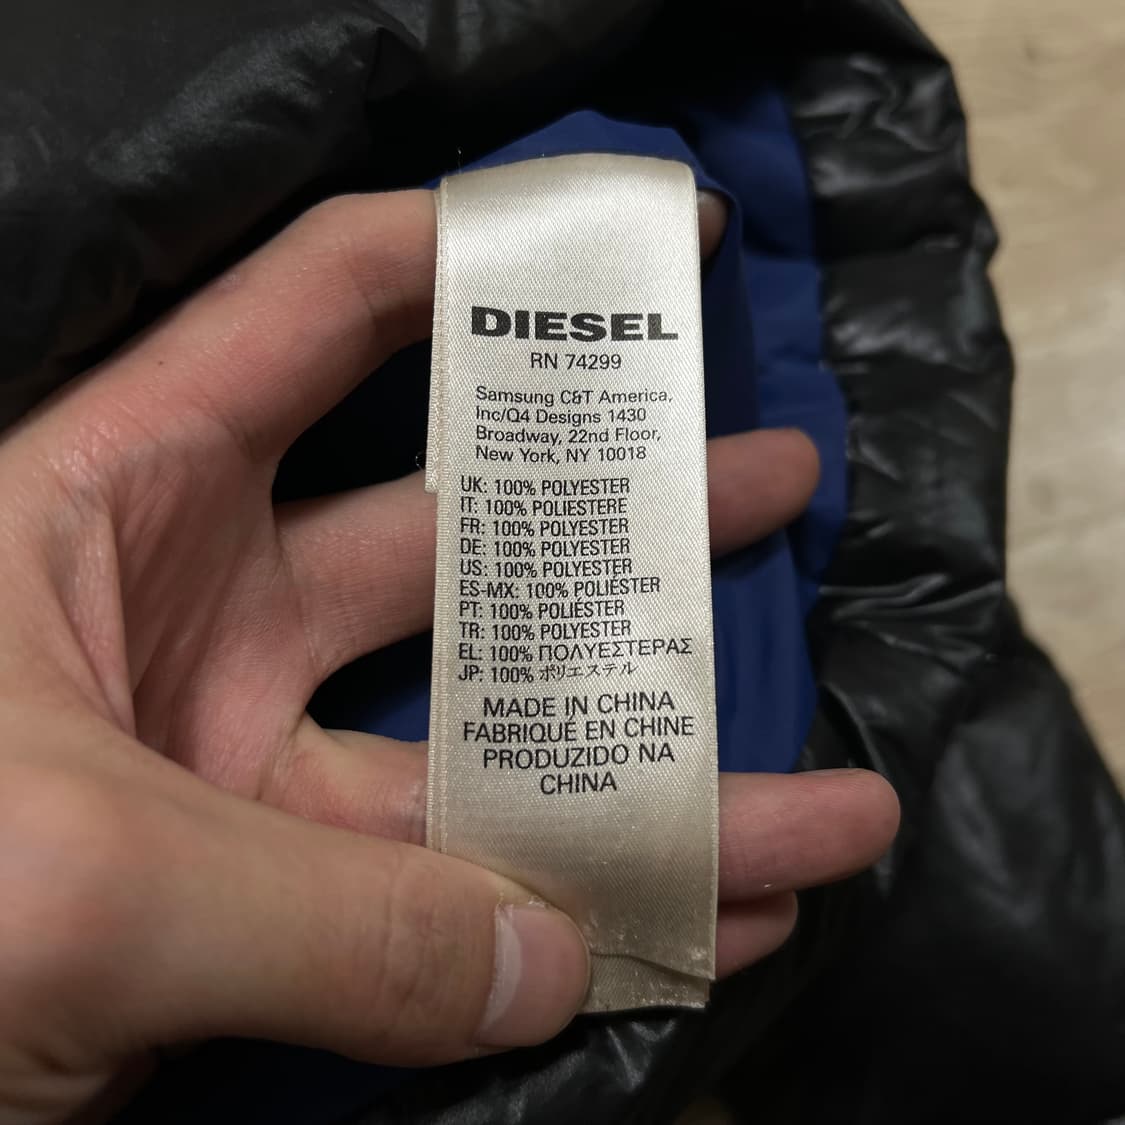 DIESEL
RN 74299
Samsung C&T America,
Inc/Q4 Designs 1430
Broadway, 22nd Floor,
New York, NY 10018
UK: 100% POLYESTER
IT: 100% POLIESTERE
FR: 100% POLYESTER
DE: 100% POLYESTER
US: 100% POLYESTER
ES-MX: 100% POLIÉSTER
PT: 100% POLIÉSTER
TR: 100% POLYESTER
EL: 100% ΠΟΛΥΕΣΤΕΡΑΣ
JP: 100% ポリエステル
MADE IN CHINA
FABRIQUÉ EN CHINE
PRODUZIDO NA
CHINA